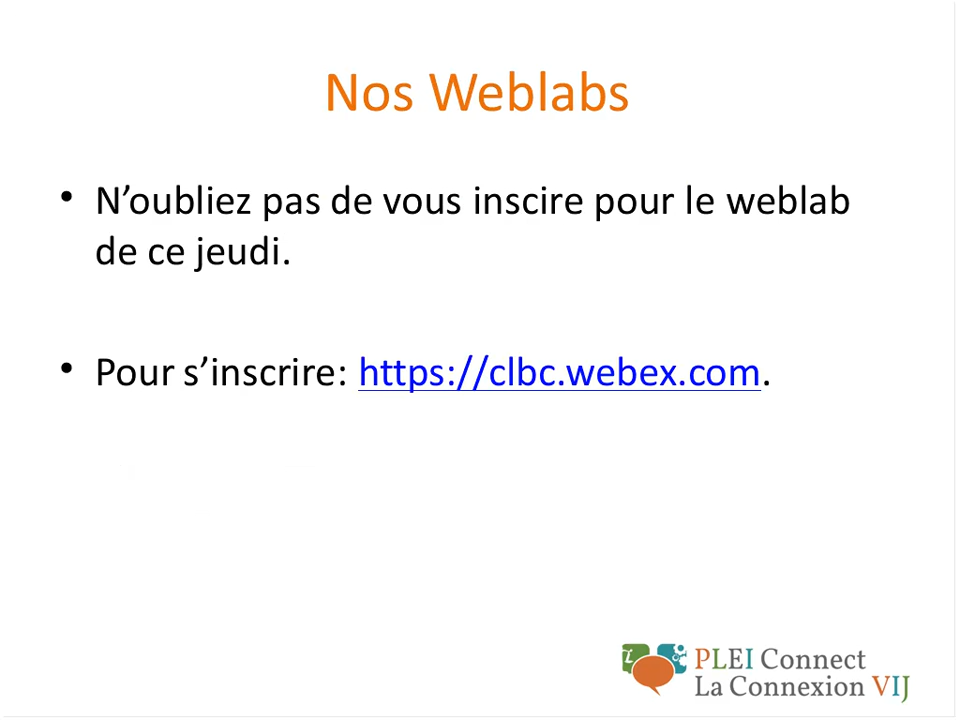 Nos Weblabs
• N’oubliez pas de vous inscire pour le weblab
de ce jeudi.
• Pour s’inscrire: https://clbc.webex.com.
PLEI Connect
La Connexion VIJ